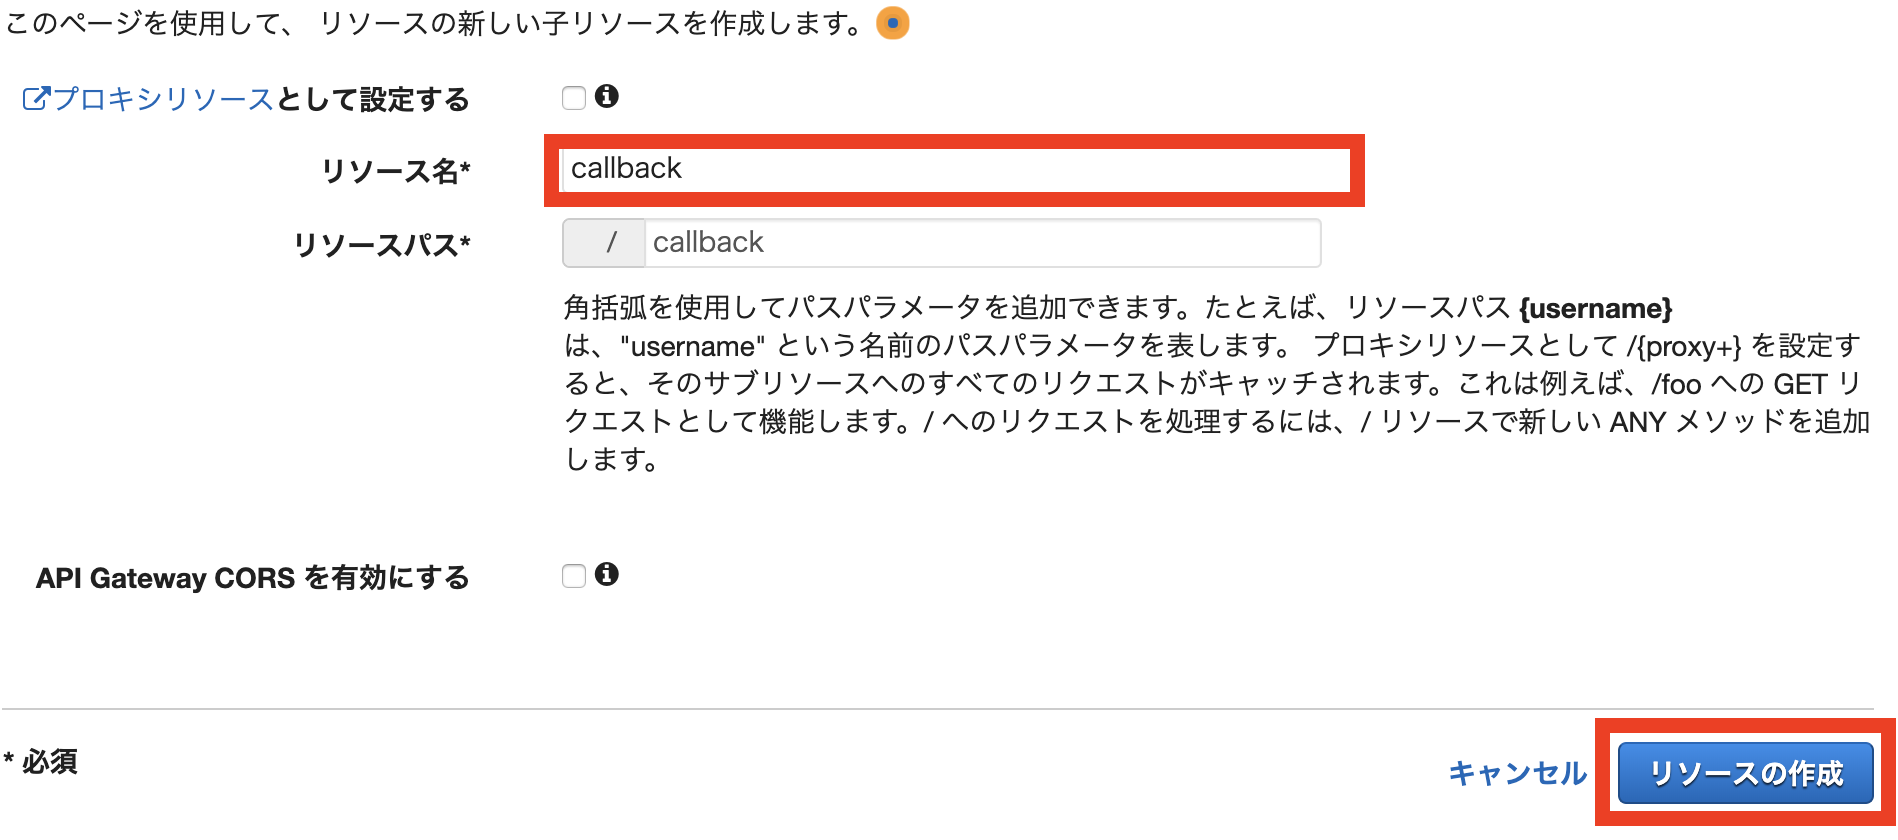 このページを使用して、 リソースの新しい子リソースを作成します。
プロキシリソースとして設定する
リソース名*
callback
リソースパス*
/
callback
角括弧を使用してパスパラメータを追加できます。たとえば、リソースパス {username}
は、"username" という名前のパスパラメータを表します。 プロキシリソースとして /{proxy+} を設定す
ると、そのサブリソースへのすべてのリクエストがキャッチされます。これは例えば、/foo への GET リ
クエストとして機能します。/ へのリクエストを処理するには、/ リソースで新しい ANY メソッドを追加
します。
API Gateway CORS を有効にする
* 必須
キャンセル
リソースの作成